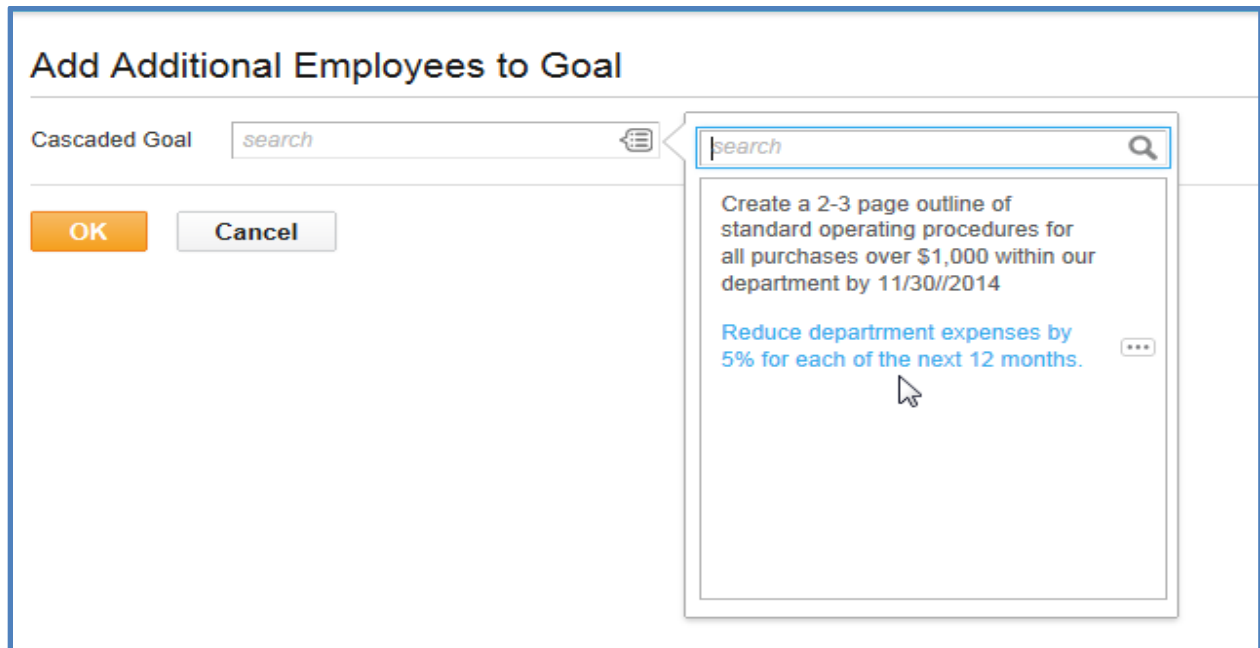 Add Additional Employees to Goal
Cascaded Goal
search
search
Create a 2-3 page outline of
standard operating procedures for
all purchases over $1,000 within our
department by 11/30//2014
Reduce departrment expenses by
5% for each of the next 12 months.
OK
Cancel